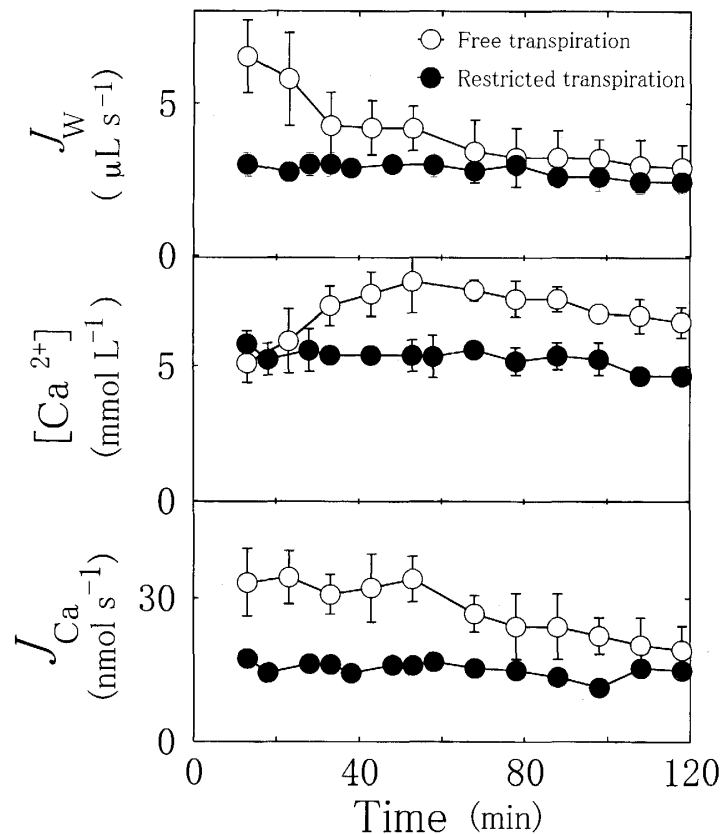 Free transpiration
Restricted transpiration
J_W
(μL s⁻¹)
5
0
[Ca²⁺]
(mmol L⁻¹)
5
0
J_Ca
(nmol s⁻¹)
30
0
0 40 80 120
Time (min)